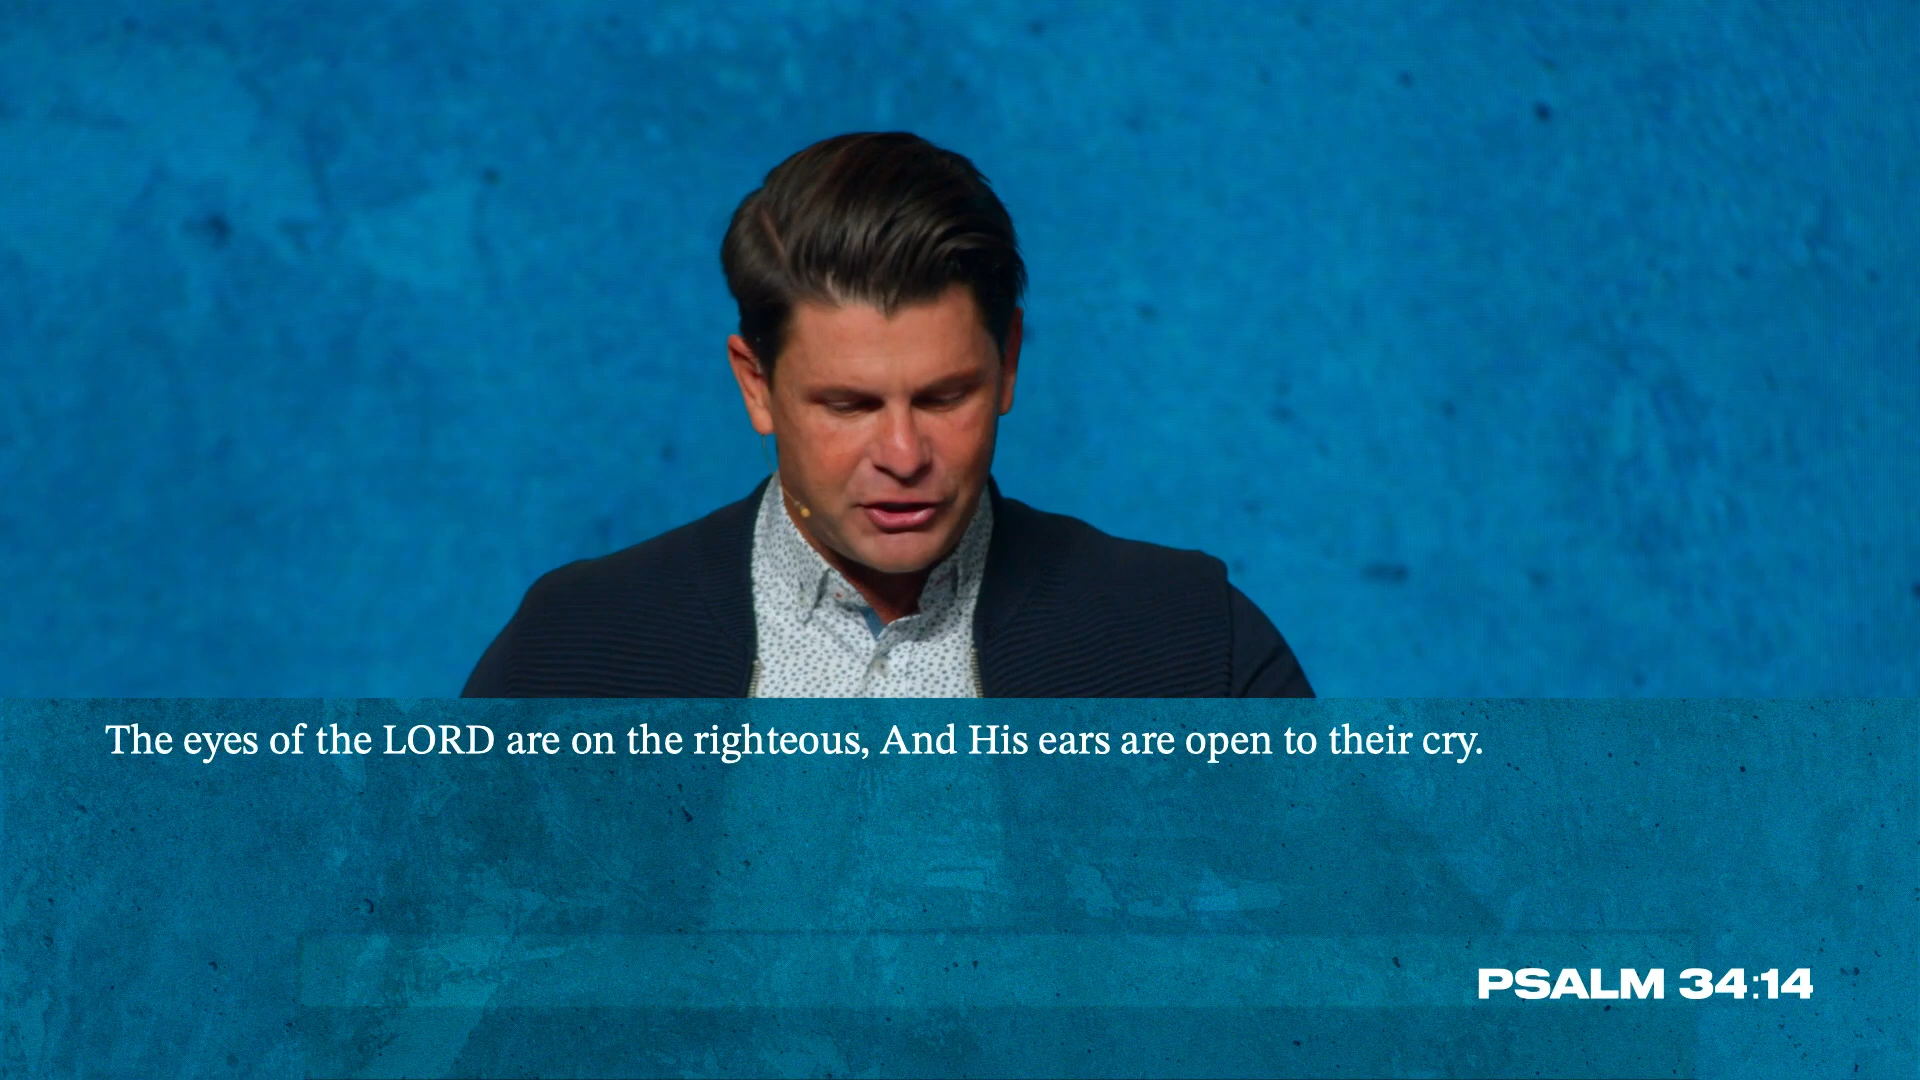 The eyes of the LORD are on the righteous, And His ears are open to their cry.
PSALM 34:14